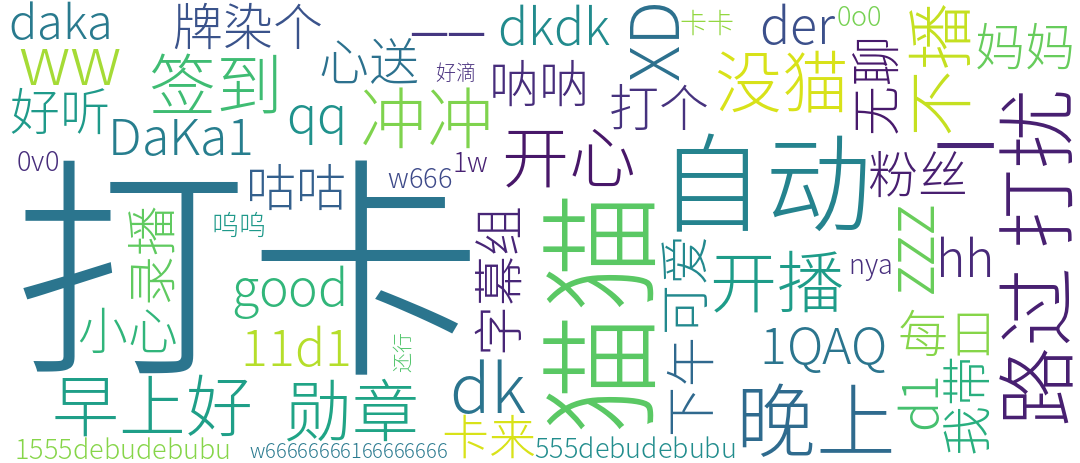 daka
牌染个
一一
dkdk
XD
卡卡
der
0o0
无聊
不播
妈妈
ww
签到
心送
好滴
呐呐
没猫
好听
DaKa1
qq
冲冲
打个
开心
0v0
打卡
咕咕
w666
1w
自动
粉丝
一
路过
打扰
录播
呜呜
good
字幕组
猫猫
可爱
开播
nya
zzz
hh
小心
11d1
还行
dk
下午
1QAQ
每日
早上好
勋章
卡来
晚上
d1
我带
1555debudebubu
w66666666166666666
555debudebubu